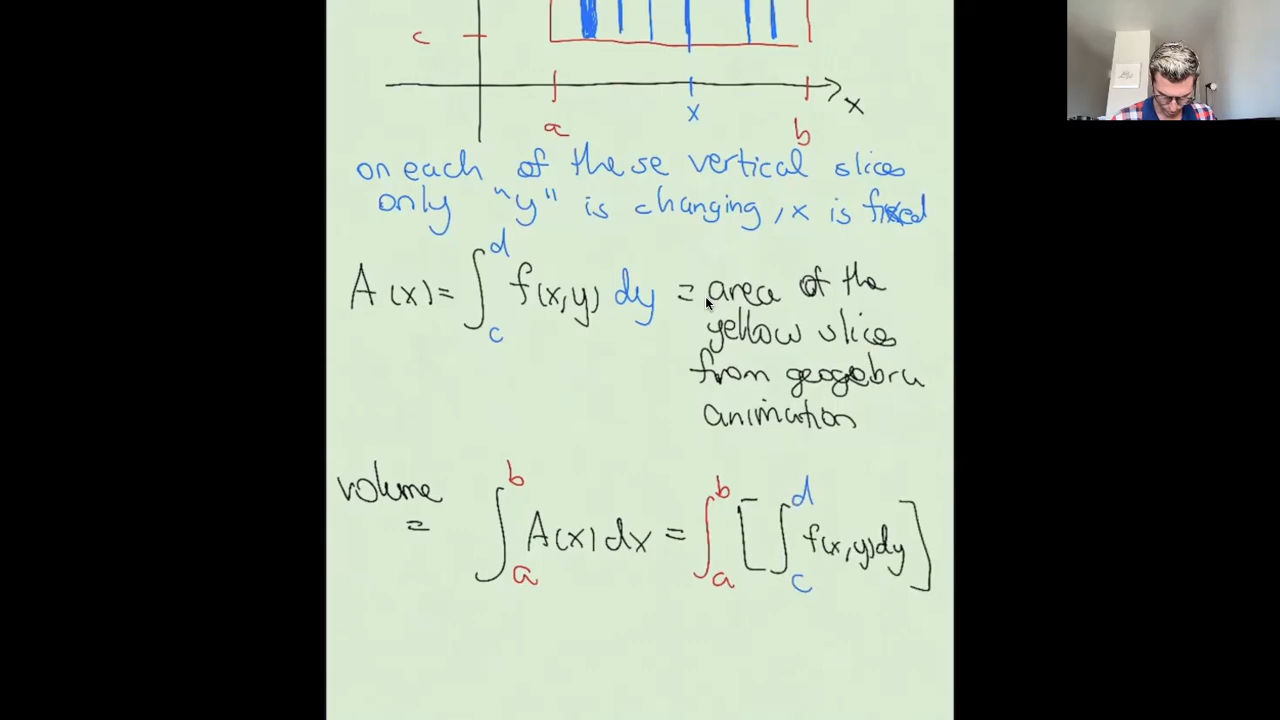 c
x
a
x
b
on each of these vertical slices
only "y" is changing, x is fixed
A(x) = ∫_c^d f(x,y) dy = area of the
yellow slices
from geogebra
animation
volume
= ∫_a^b A(x) dx = ∫_a^b [ ∫_c^d f(x,y) dy ]